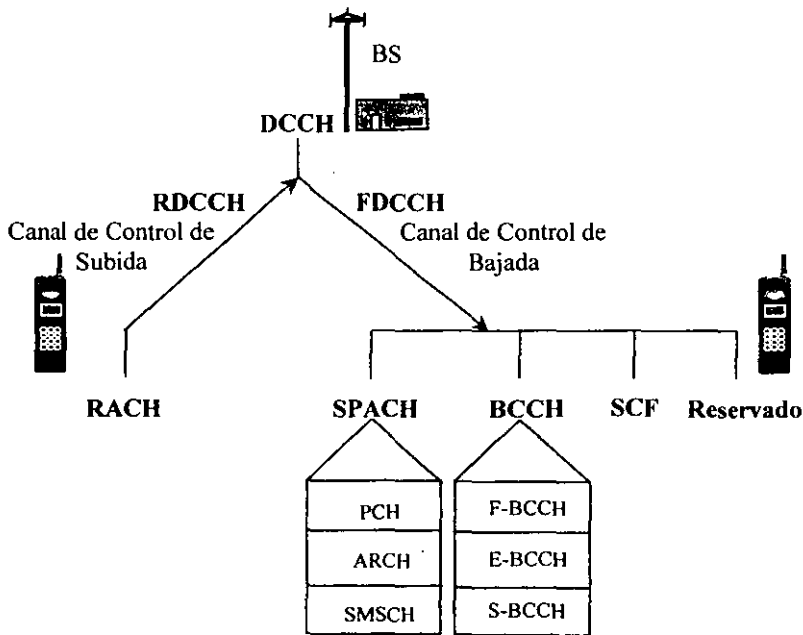 BS
DCCH
RDCCH
FDCCH
Canal de Control de
Subida
Canal de Control de
Bajada
RACH
SPACH
BCCH
SCF
Reservado
PCH
F-BCCH
ARCH
E-BCCH
SMSCH
S-BCCH